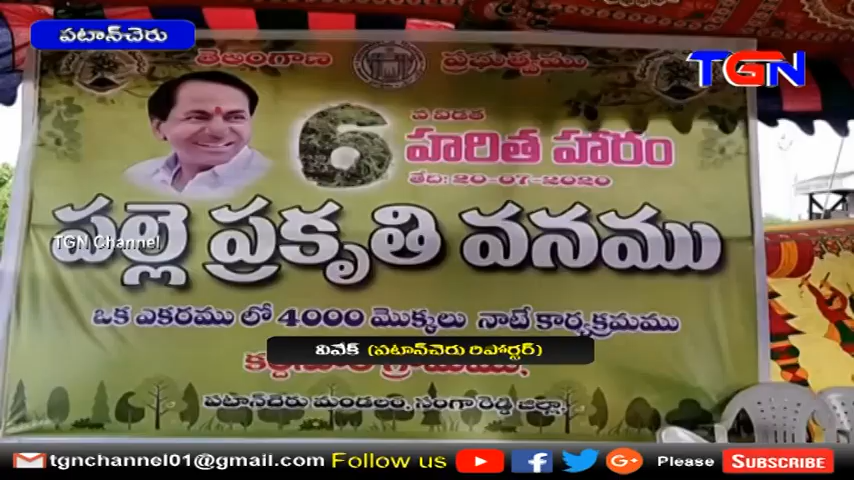 పటాన్‌చెరు
TGN
తెలంగాణ ప్రభుత్వము
6 వ విడత
హరిత హారం
తేది: 20-07-2020
పల్లె ప్రకృతి వనము
TGN Channel
ఒక ఎకరము లో 4000 మొక్కలు నాటే కార్యక్రమము
వివేక్ (పటాన్‌చెరు రిపోర్టర్)
గ్రామము,
పటాన్‌చెరు మండలం, సంగారెడ్డి జిల్లా,
tgnchannel01@gmail.com Follow us Please SUBSCRIBE